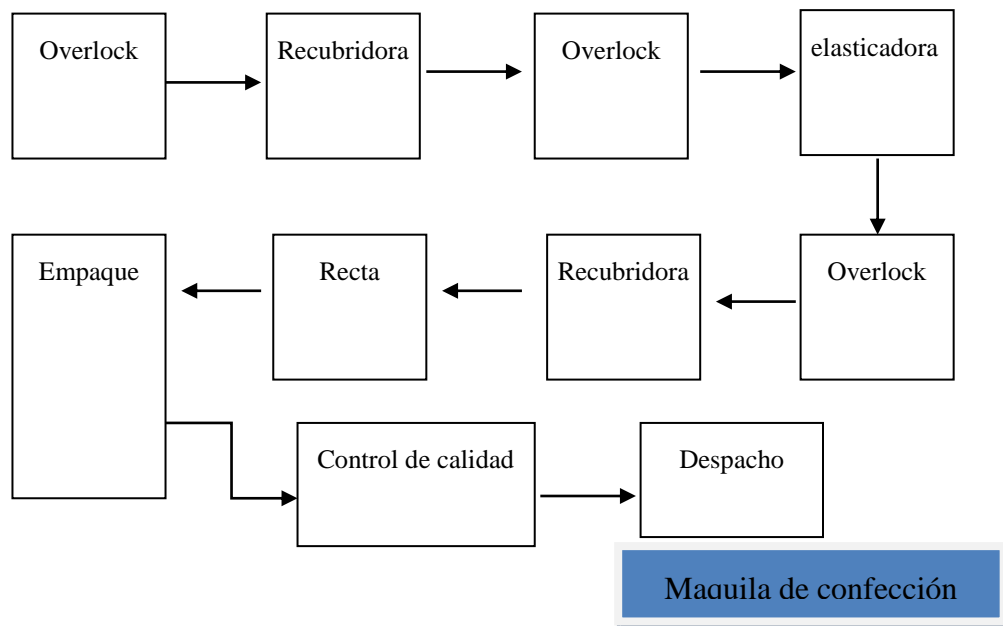 Overlock
Recubridora
Overlock
elasticadora
Empaque
Recta
Recubridora
Overlock
Control de calidad
Despacho
Maquila de confección